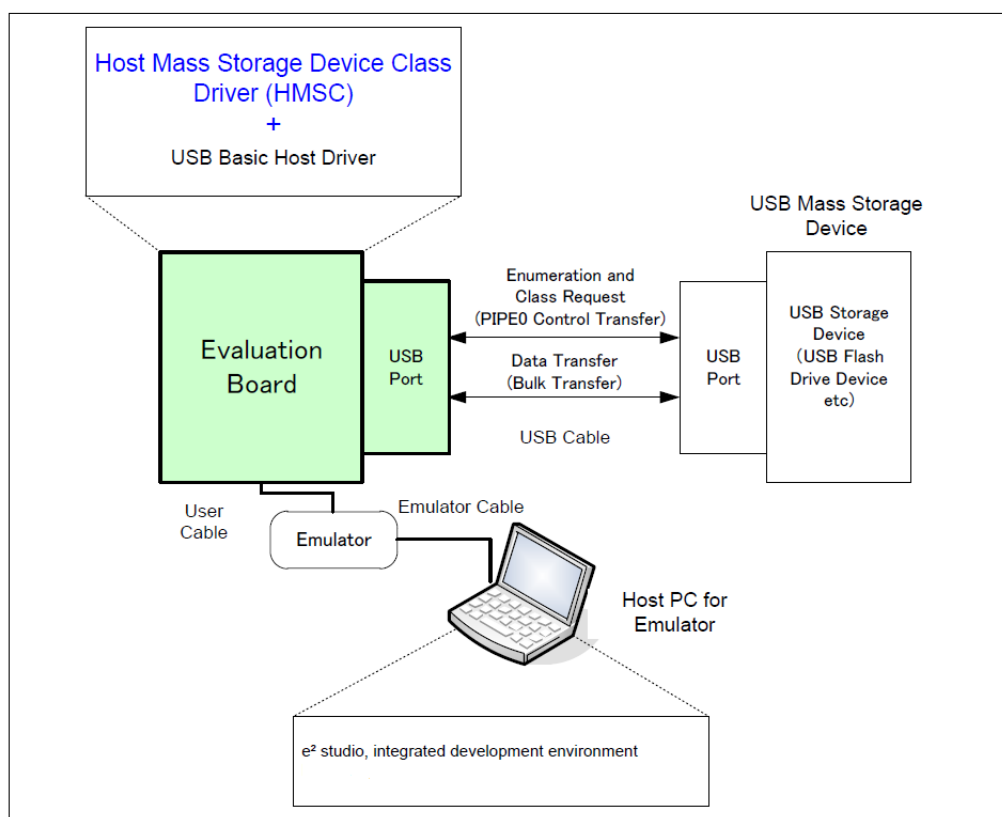 Host Mass Storage Device Class
Driver (HMSC)
+
USB Basic Host Driver
USB Mass Storage
Device
Evaluation
Board
USB
Port
Enumeration and
Class Request
(PIPE0 Control Transfer)
Data Transfer
(Bulk Transfer)
USB Cable
USB
Port
USB Storage
Device
(USB Flash
Drive Device
etc)
User
Cable
Emulator
Emulator Cable
Host PC for
Emulator
e² studio, integrated development environment